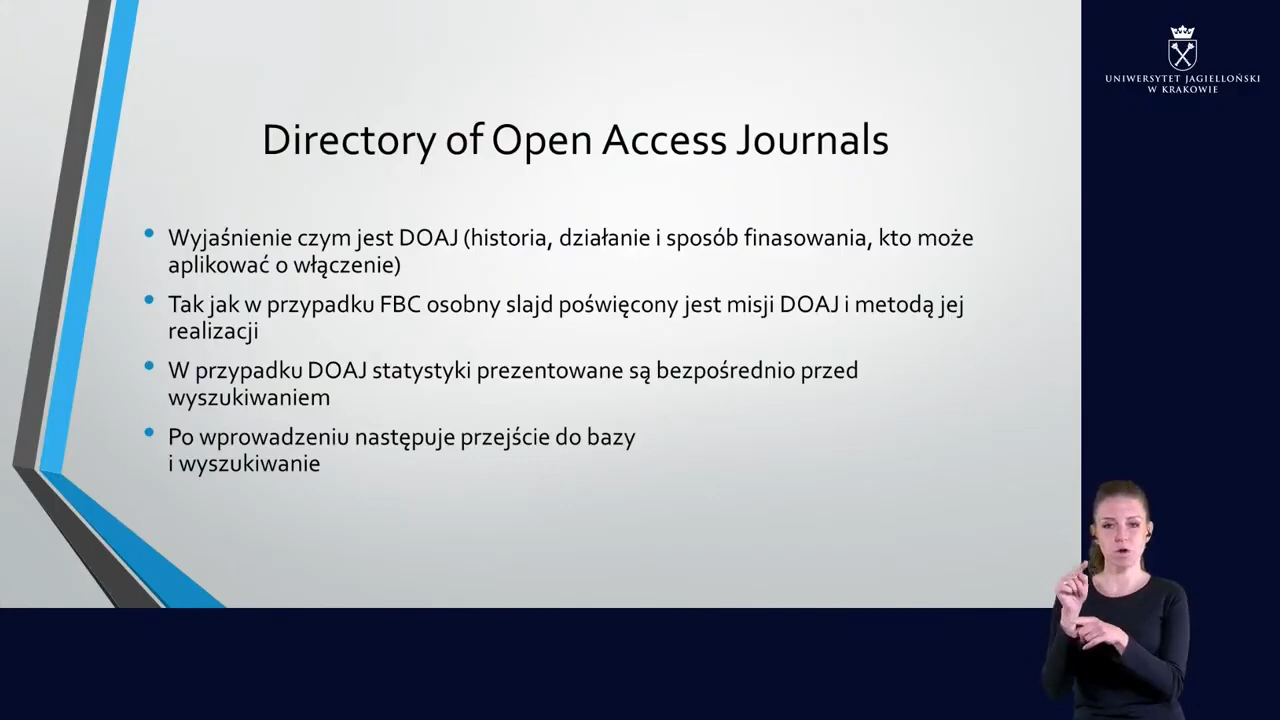 UNIWERSYTET JAGIELLOŃSKI
W KRAKOWIE
Directory of Open Access Journals
• Wyjaśnienie czym jest DOAJ (historia, działanie i sposób finasowania, kto może
aplikować o włączenie)
• Tak jak w przypadku FBC osobny slajd poświęcony jest misji DOAJ i metodą jej
realizacji
• W przypadku DOAJ statystyki prezentowane są bezpośrednio przed
wyszukiwaniem
• Po wprowadzeniu następuje przejście do bazy
i wyszukiwanie